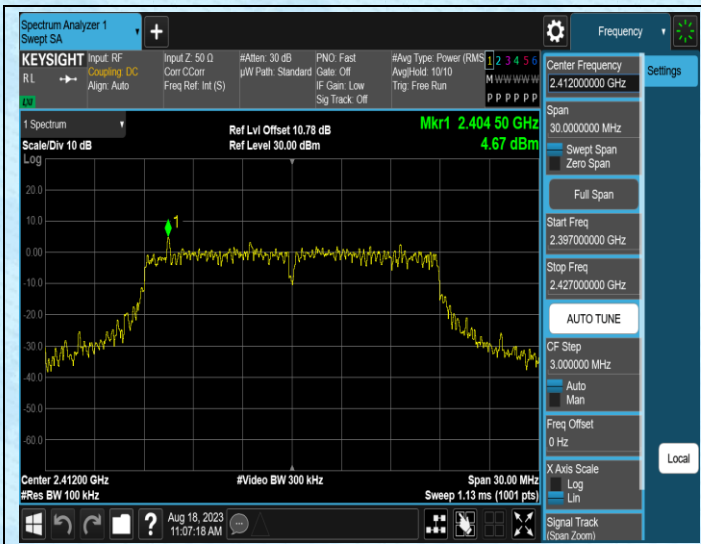 Spectrum Analyzer 1
Swept SA
Frequency
KEYSIGHT
RL
LXI
Input: RF
Coupling: DC
Align: Auto
Input Z: 50 Ω
Corr CCorr
Freq Ref: Int (S)
#Atten: 30 dB
µW Path: Standard
PNO: Fast
Gate: Off
IF Gain: Low
Sig Track: Off
#Avg Type: Power (RMS
Avg|Hold: 10/10
Trig: Free Run
1 2 3 4 5 6
M W W W W W
P P P P P P
1 Spectrum
Scale/Div 10 dB
Log
Ref Lvl Offset 10.78 dB
Ref Level 30.00 dBm
Mkr1 2.404 50 GHz
4.67 dBm
1
20.0
10.0
0.00
-10.0
-20.0
-30.0
-40.0
-50.0
-60.0
Center 2.41200 GHz
#Res BW 100 kHz
#Video BW 300 kHz
Span 30.00 MHz
Sweep 1.13 ms (1001 pts)
Aug 18, 2023
11:07:18 AM
Center Frequency
2.412000000 GHz
Span
30.0000000 MHz
Swept Span
Zero Span
Full Span
Start Freq
2.397000000 GHz
Stop Freq
2.427000000 GHz
AUTO TUNE
CF Step
3.000000 MHz
Auto
Man
Freq Offset
0 Hz
X Axis Scale
Log
Lin
Signal Track
(Span Zoom)
Settings
Local